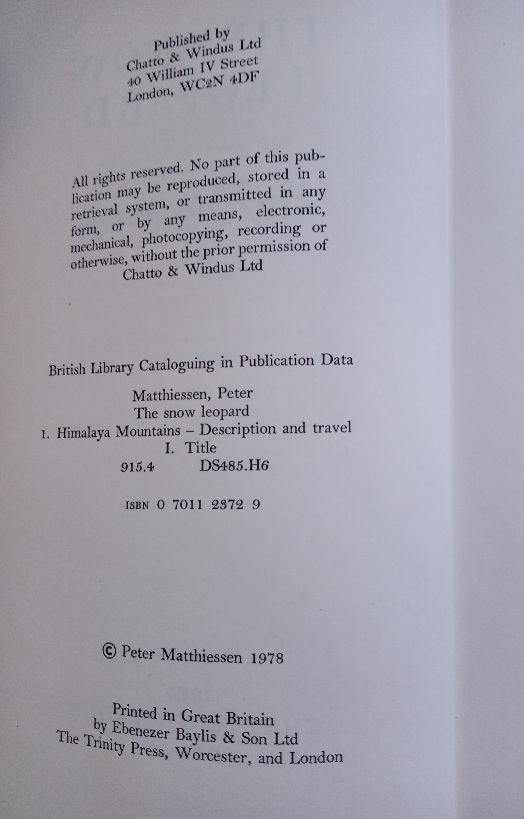 Published by
Chatto & Windus Ltd
40 William IV Street
London, WC2N 4DF
All rights reserved. No part of this pub-
lication may be reproduced, stored in a
retrieval system, or transmitted in any
form, or by any means, electronic,
mechanical, photocopying, recording or
otherwise, without the prior permission of
Chatto & Windus Ltd
British Library Cataloguing in Publication Data
Matthiessen, Peter
The snow leopard
1. Himalaya Mountains – Description and travel
I. Title
915.4 DS485.H6
ISBN 0 7011 2372 9
© Peter Matthiessen 1978
Printed in Great Britain
by Ebenezer Baylis & Son Ltd
The Trinity Press, Worcester, and London